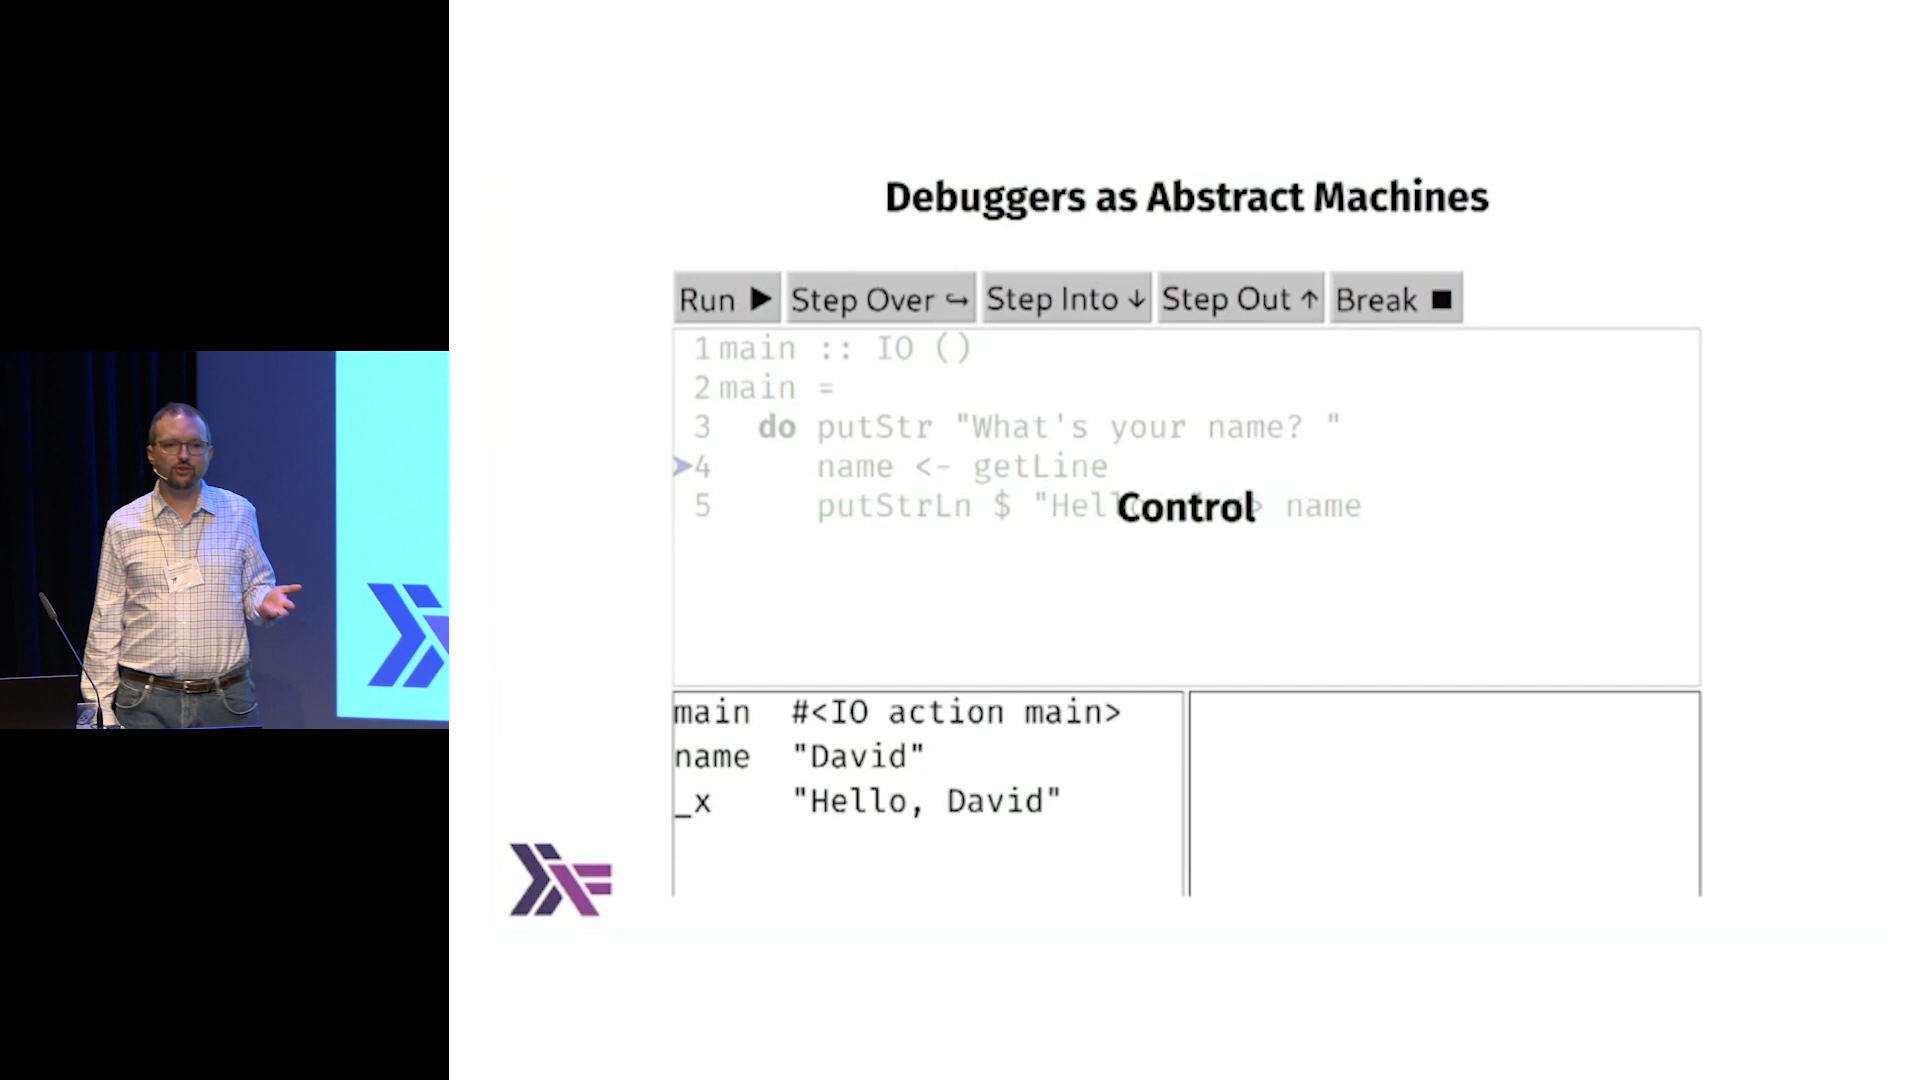 Debuggers as Abstract Machines
Run ▶ Step Over ↪ Step Into ↓ Step Out ↑ Break ■
1 main :: IO ()
2 main =
3 do putStr "What's your name? "
4 name <- getLine
5 putStrLn $ "Hell name
Control
main #<IO action main>
name "David"
_x "Hello, David"